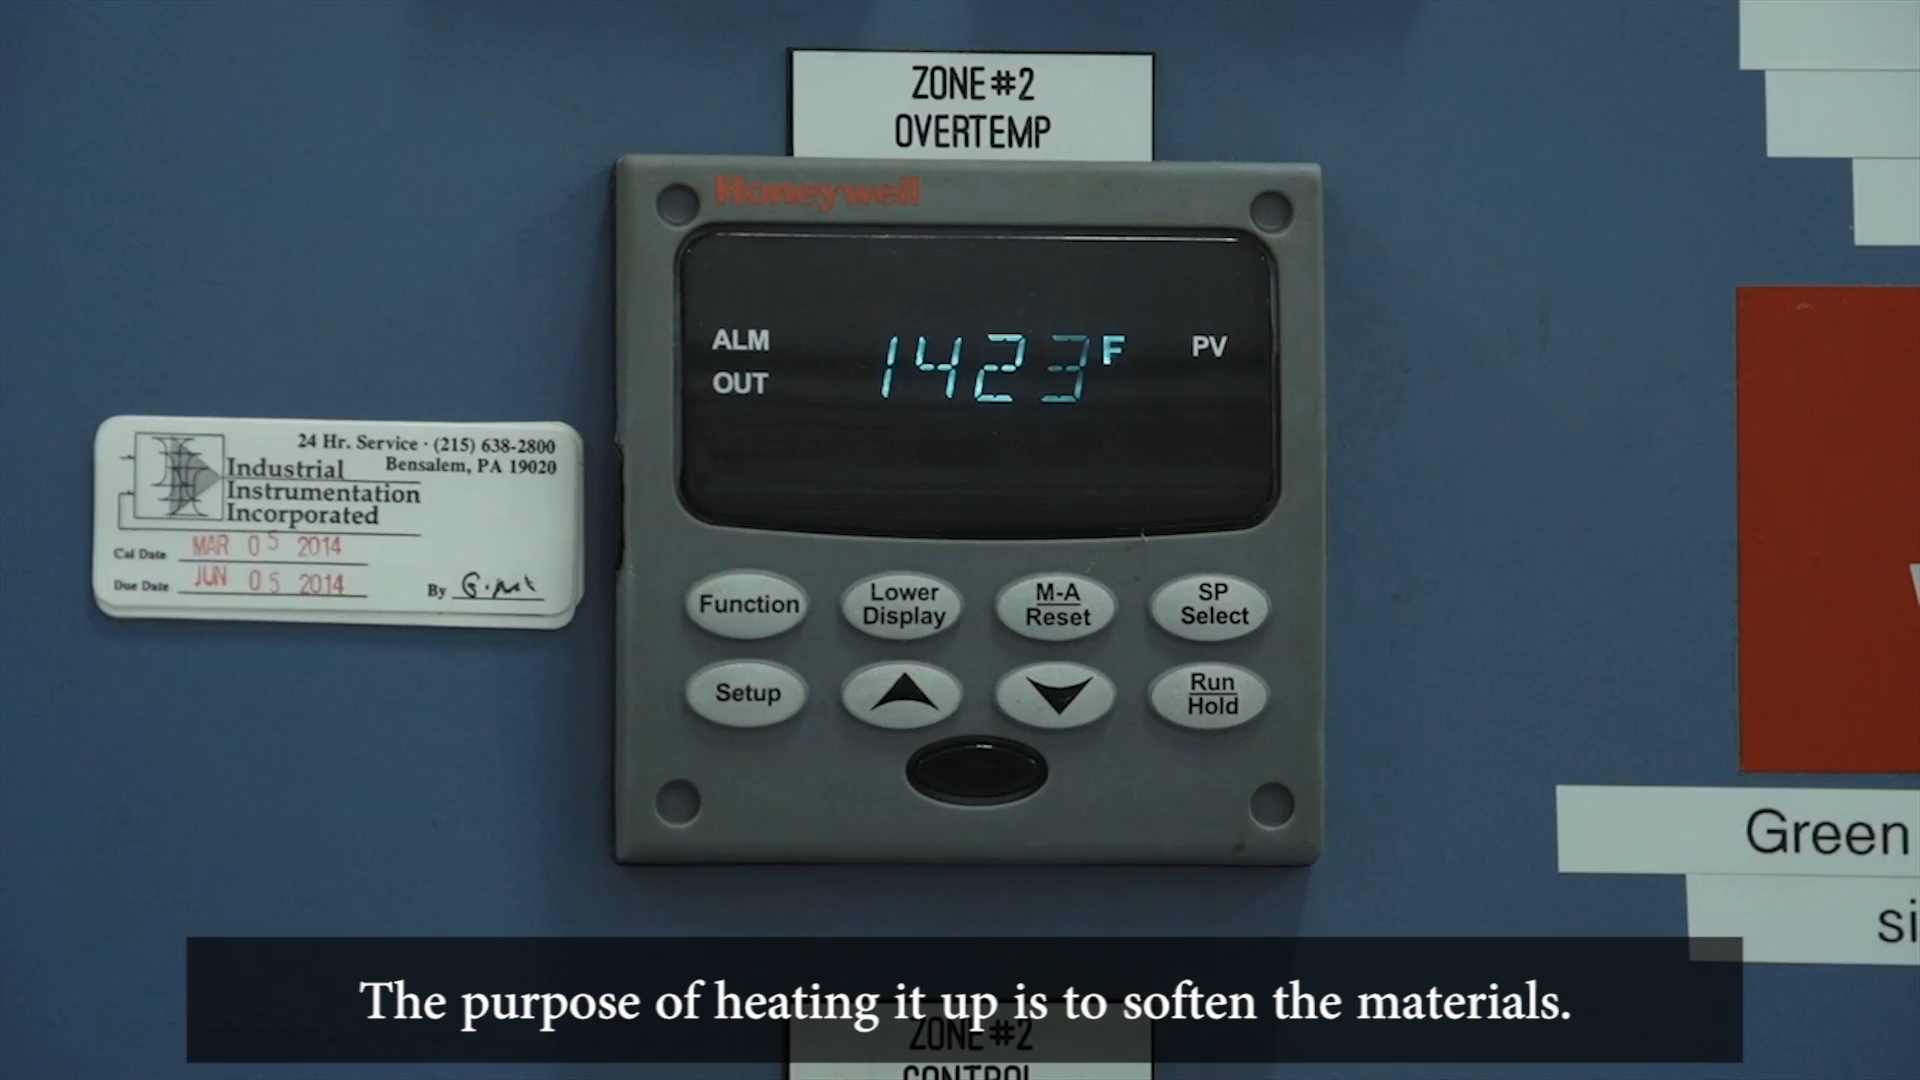 ZONE #2
OVERTEMP
Honeywell
ALM
OUT
1423 F
PV
24 Hr. Service · (215) 638-2800
Bensalem, PA 19020
Industrial
Instrumentation
Incorporated
Cal Date MAR 05 2014
Due Date JUN 05 2014
By
Function
Lower
Display
M-A
Reset
SP
Select
Setup
Run
Hold
Green
si
The purpose of heating it up is to soften the materials.
ZONE #2
CONTROL